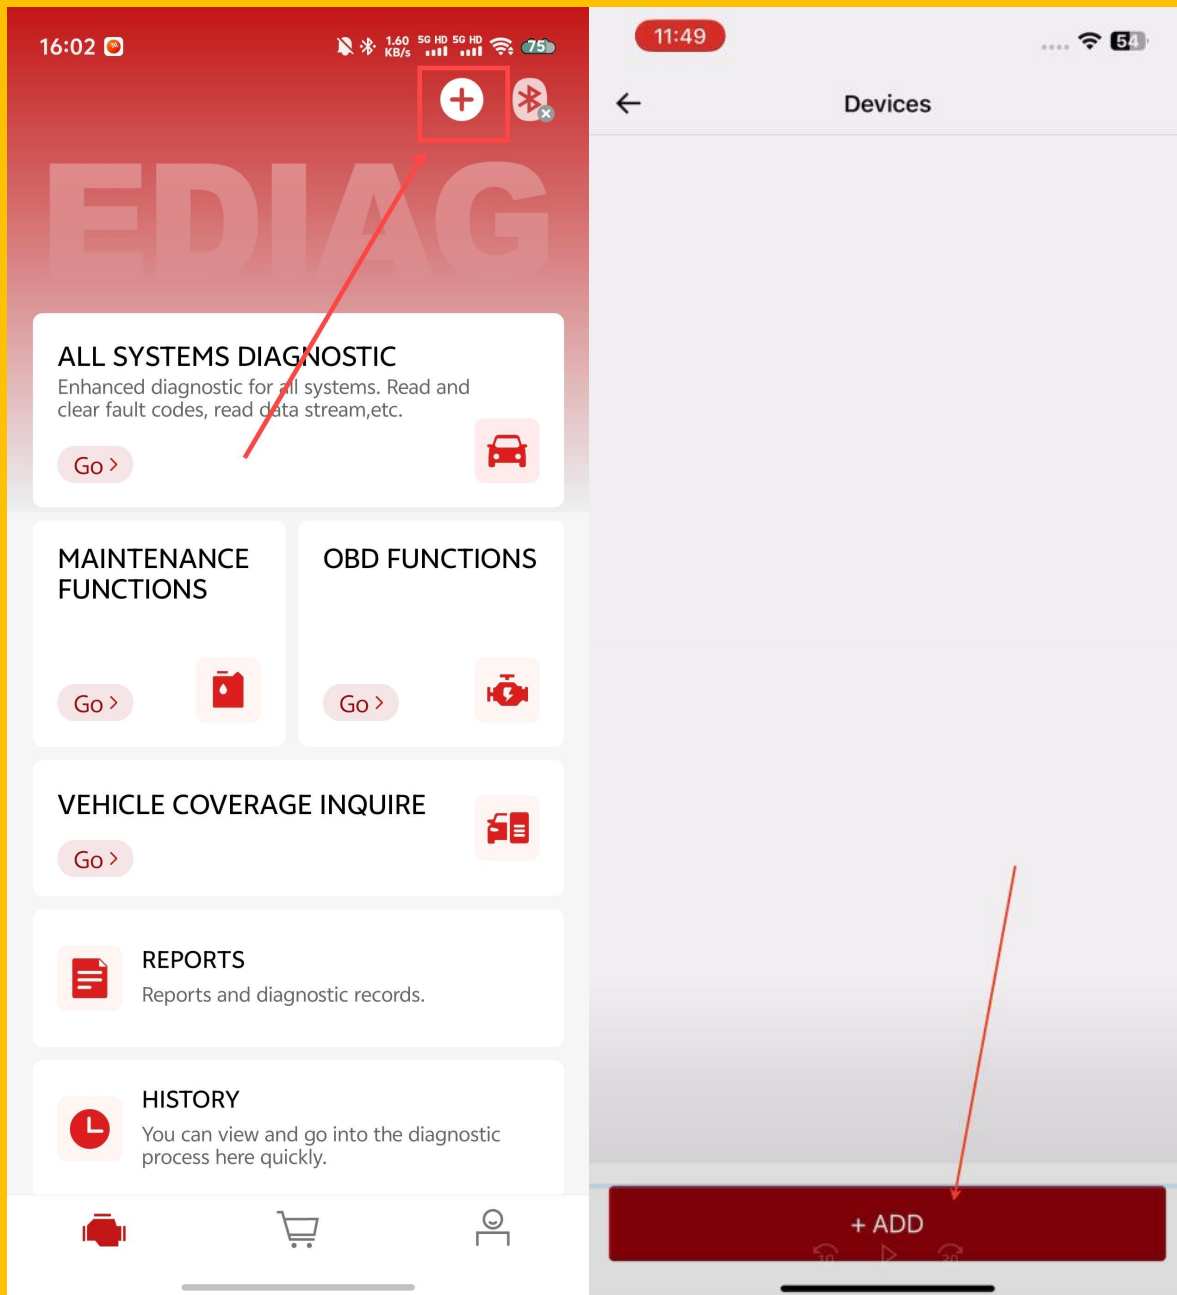 16:02
1.60 KB/s
5G HD 5G HD
75
EDIAG
ALL SYSTEMS DIAGNOSTIC
Enhanced diagnostic for all systems. Read and
clear fault codes, read data stream,etc.
Go >
MAINTENANCE
FUNCTIONS
Go >
OBD FUNCTIONS
Go >
VEHICLE COVERAGE INQUIRE
Go >
REPORTS
Reports and diagnostic records.
HISTORY
You can view and go into the diagnostic
process here quickly.
11:49
54
Devices
+ ADD
10
30